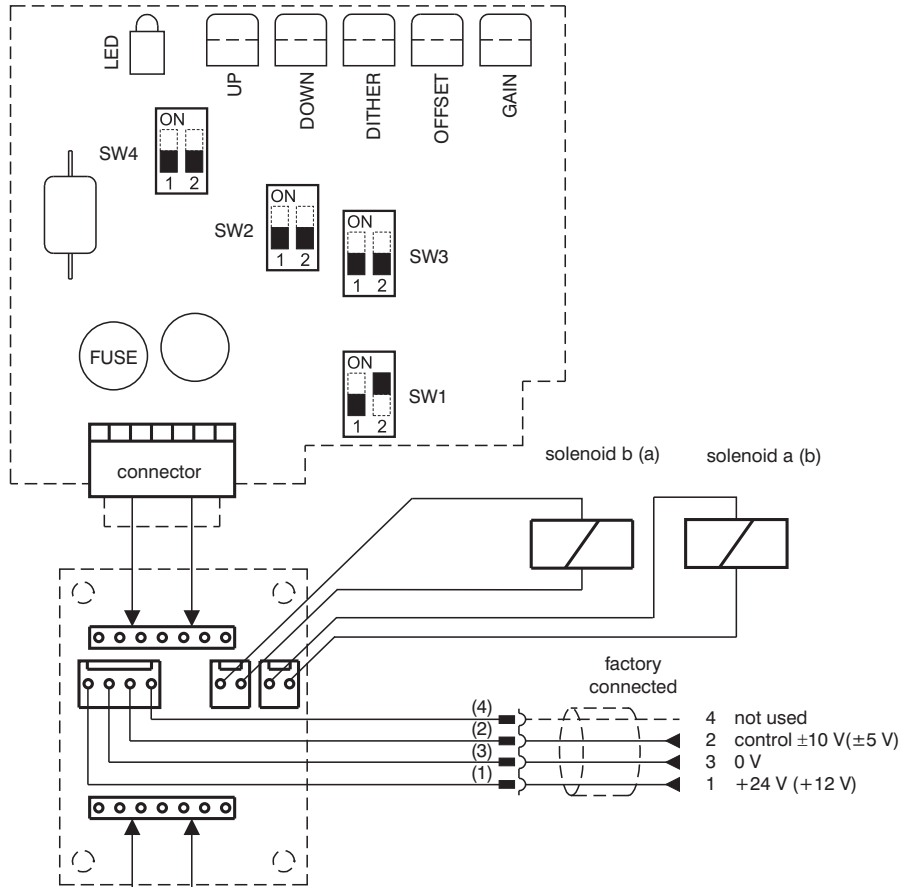 LED
UP
DOWN
DITHER
OFFSET
GAIN
ON
SW4
1 2
ON
SW2
1 2
ON
SW3
1 2
FUSE
ON
SW1
1 2
connector
solenoid b (a)
solenoid a (b)
factory
connected
(4)
4 not used
(2)
2 control ±10 V(±5 V)
(3)
3 0 V
(1)
1 +24 V (+12 V)